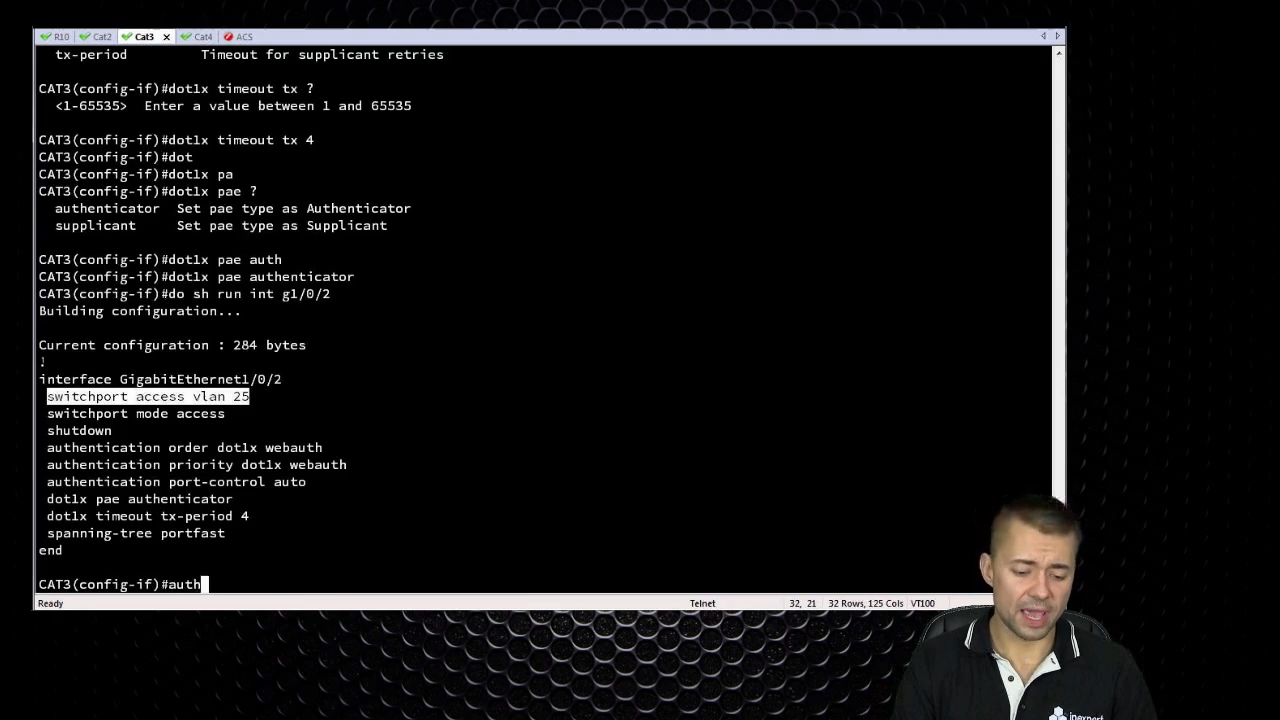 R10 Cat2 Cat3 Cat4 ACS
tx-period Timeout for supplicant retries
CAT3(config-if)#dot1x timeout tx ?
<1-65535> Enter a value between 1 and 65535
CAT3(config-if)#dot1x timeout tx 4
CAT3(config-if)#dot
CAT3(config-if)#dot1x pa
CAT3(config-if)#dot1x pae ?
authenticator Set pae type as Authenticator
supplicant Set pae type as Supplicant
CAT3(config-if)#dot1x pae auth
CAT3(config-if)#dot1x pae authenticator
CAT3(config-if)#do sh run int g1/0/2
Building configuration...
Current configuration : 284 bytes
!
interface GigabitEthernet1/0/2
switchport access vlan 25
switchport mode access
shutdown
authentication order dot1x webauth
authentication priority dot1x webauth
authentication port-control auto
dot1x pae authenticator
dot1x timeout tx-period 4
spanning-tree portfast
end
CAT3(config-if)#auth
Ready Telnet 32, 21 32 Rows, 125 Cols VT100
ipexpert